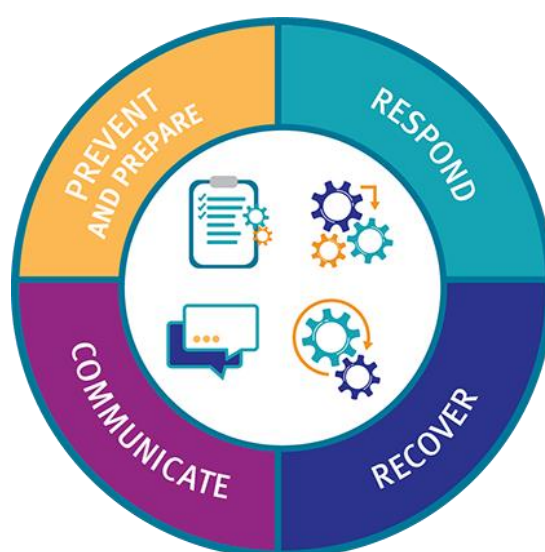 PREVENT
AND PREPARE
RESPOND
COMMUNICATE
RECOVER